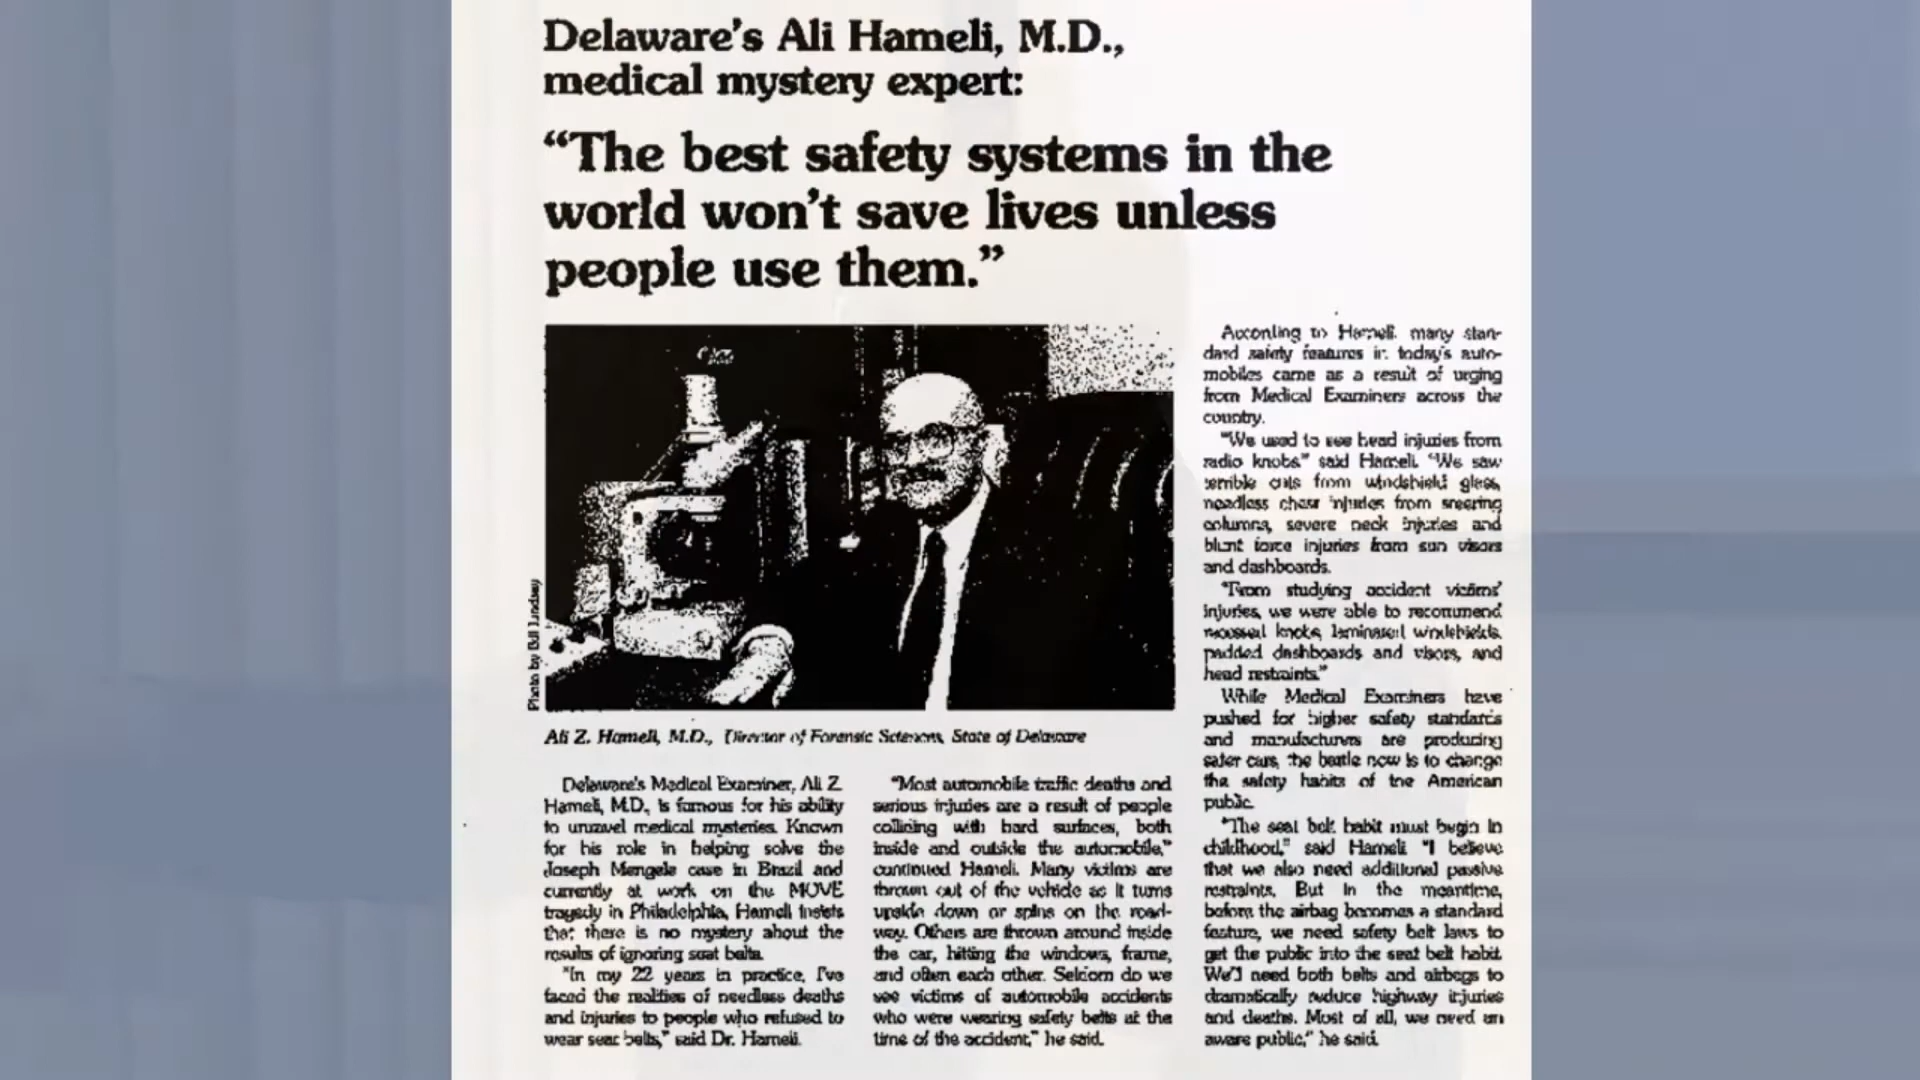 Delaware's Ali Hameli, M.D.,
medical mystery expert:
“The best safety systems in the
world won't save lives unless
people use them.”
Photo by Bill Lundsey
Ali Z. Hameli, M.D., Director of Forensic Sciences, State of Delaware
Delaware's Medical Examiner, Ali Z.
Hameli, M.D., is famous for his ability
to unravel medical mysteries. Known
for his role in helping solve the
Joseph Mengele case in Brazil and
currently at work on the MOVE
tragedy in Philadelphia, Hameli insists
that there is no mystery about the
results of ignoring seat belts.
“In my 22 years in practice, I've
faced the realities of needless deaths
and injuries to people who refused to
wear seat belts,” said Dr. Hameli.
“Most automobile traffic deaths and
serious injuries are a result of people
colliding with hard surfaces, both
inside and outside the automobile,”
continued Hameli. Many victims are
thrown out of the vehicle as it turns
upside down or spins on the road-
way. Others are thrown around inside
the car, hitting the windows, frame,
and often each other. Seldom do we
see victims of automobile accidents
who were wearing safety belts at the
time of the accident,” he said.
According to Hameli, many stan-
dard safety features in today's auto-
mobiles came as a result of urging
from Medical Examiners across the
country.
“We used to see head injuries from
radio knobs” said Hameli. “We saw
terrible cuts from windshield glass,
needless chest injuries from steering
columns, severe neck injuries and
blunt force injuries from sun visors
and dashboards.
“From studying accident victims'
injuries, we were able to recommend
recessed knobs, laminated windshields,
padded dashboards and visors, and
head restraints.”
While Medical Examiners have
pushed for higher safety standards
and manufacturers are producing
safer cars, the battle now is to change
the safety habits of the American
public.
“The seat belt habit must begin in
childhood,” said Hameli. “I believe
that we also need additional passive
restraints. But in the meantime,
before the airbag becomes a standard
feature, we need safety belt laws to
get the public into the seat belt habit.
We'll need both belts and airbags to
dramatically reduce highway injuries
and deaths. Most of all, we need an
aware public,” he said.